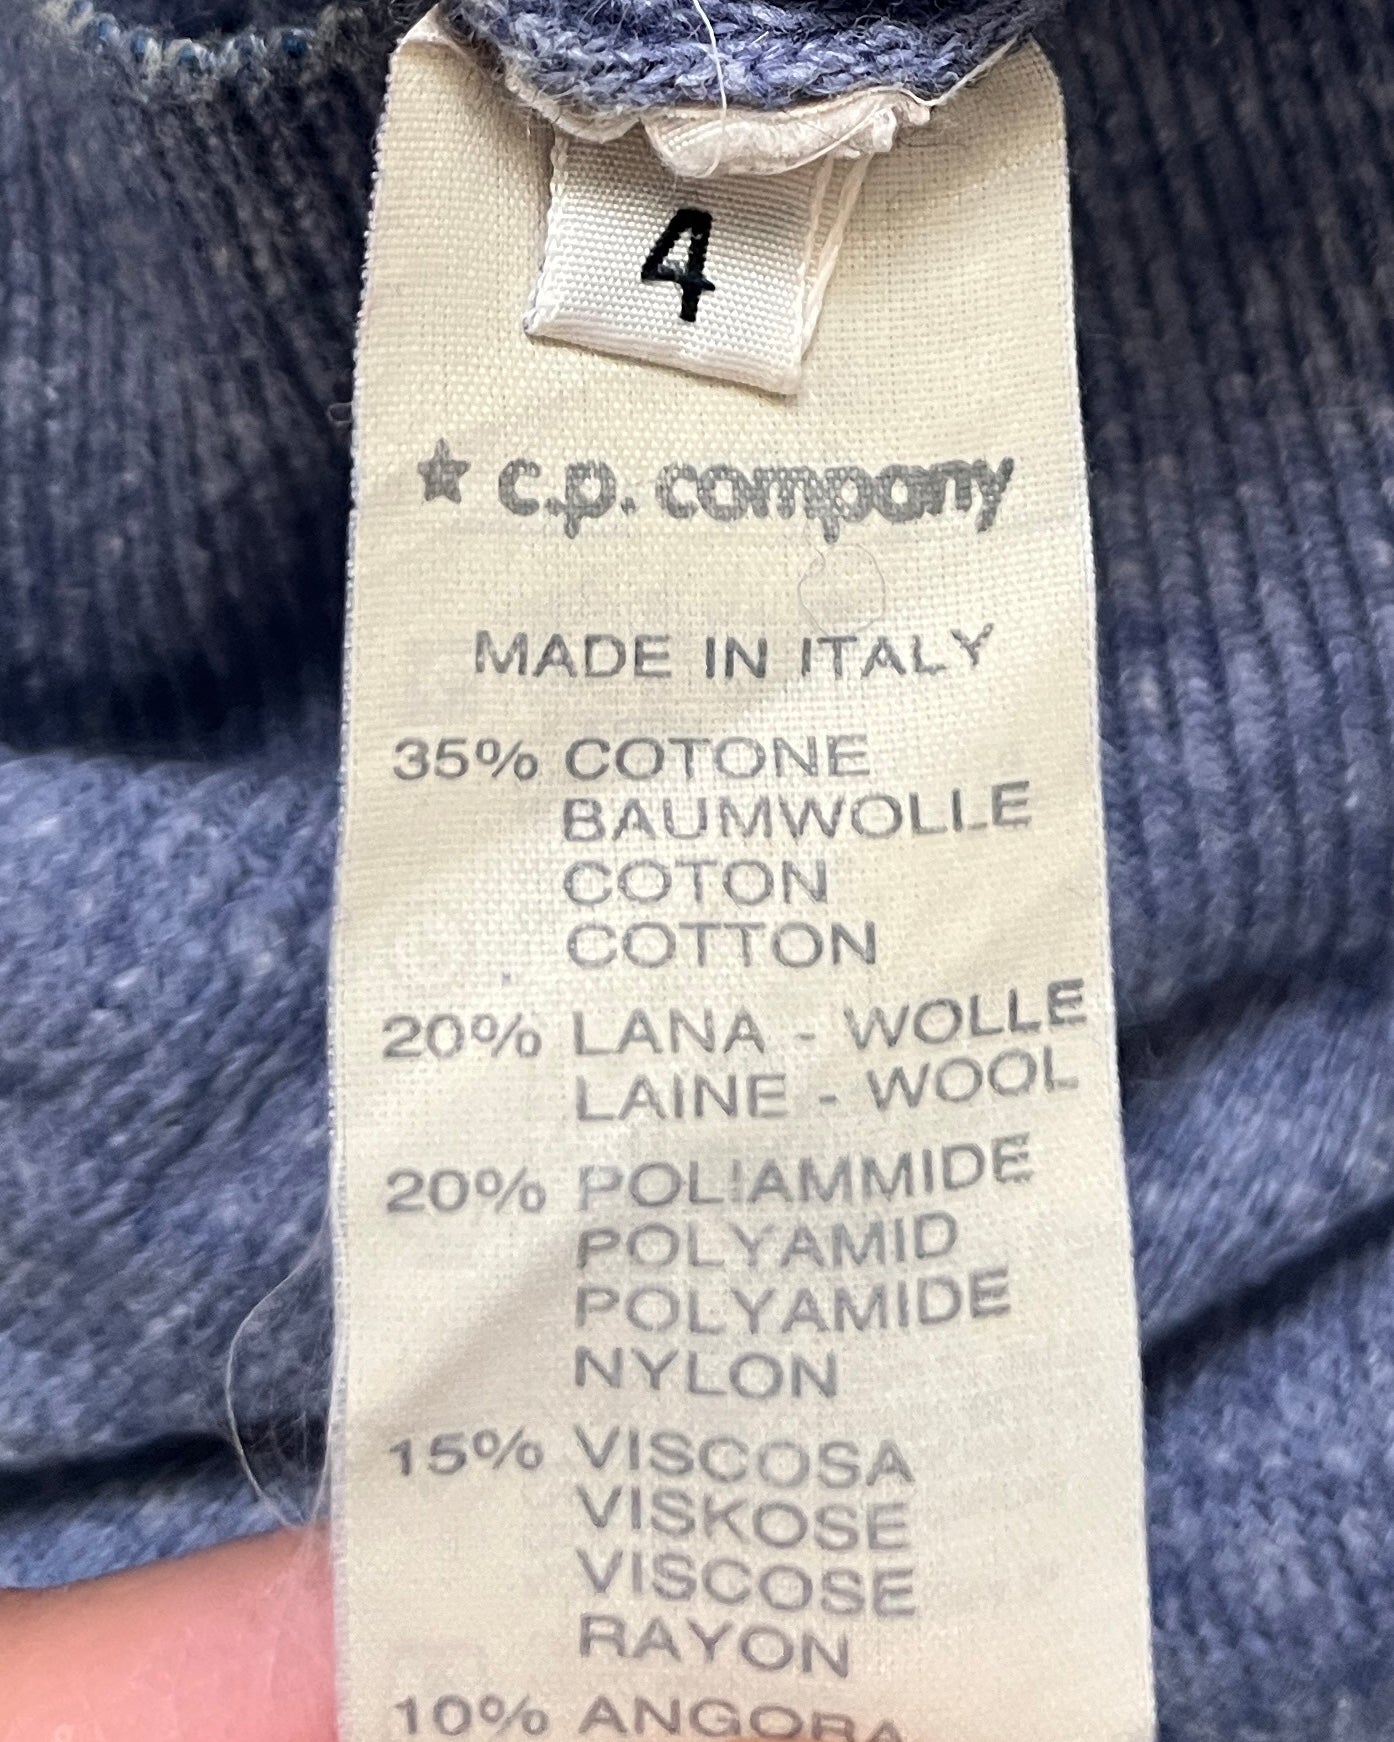 4
★ c.p. company
MADE IN ITALY
35% COTONE
BAUMWOLLE
COTON
COTTON
20% LANA - WOLLE
LAINE - WOOL
20% POLIAMMIDE
POLYAMID
POLYAMIDE
NYLON
15% VISCOSA
VISKOSE
VISCOSE
RAYON
10% ANGORA